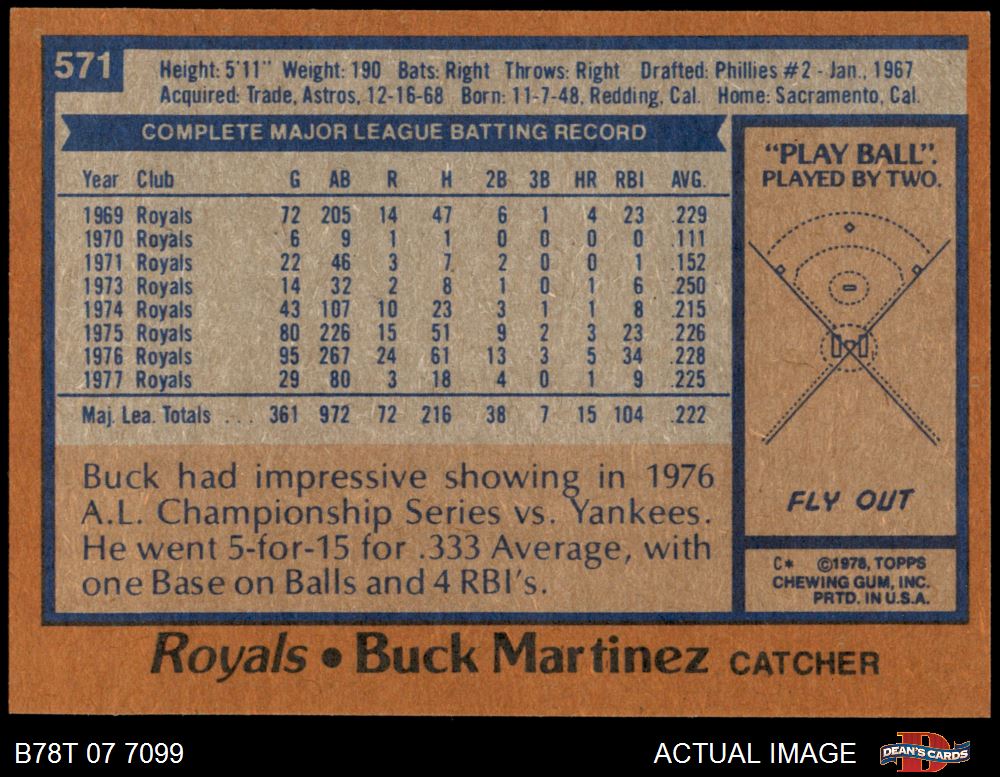 571
Height: 5'11" Weight: 190 Bats: Right Throws: Right Drafted: Phillies #2 - Jan., 1967
Acquired: Trade, Astros, 12-16-68 Born: 11-7-48, Redding, Cal. Home: Sacramento, Cal.
COMPLETE MAJOR LEAGUE BATTING RECORD
Year Club G AB R H 2B 3B HR RBI AVG.
1969 Royals 72 205 14 47 6 1 4 23 .229
1970 Royals 6 9 1 1 0 0 0 0 .111
1971 Royals 22 46 3 7 2 0 0 1 .152
1973 Royals 14 32 2 8 1 0 1 6 .250
1974 Royals 43 107 10 23 3 1 1 8 .215
1975 Royals 80 226 15 51 9 2 3 23 .226
1976 Royals 95 267 24 61 13 3 5 34 .228
1977 Royals 29 80 3 18 4 0 1 9 .225
Maj. Lea. Totals ... 361 972 72 216 38 7 15 104 .222
Buck had impressive showing in 1976
A.L. Championship Series vs. Yankees.
He went 5-for-15 for .333 Average, with
one Base on Balls and 4 RBI's.
"PLAY BALL".
PLAYED BY TWO.
FLY OUT
C* ©1978, TOPPS
CHEWING GUM, INC.
PRTD. IN U.S.A.
Royals • Buck Martinez CATCHER
B78T 07 7099
ACTUAL IMAGE
DEAN'S CARDS